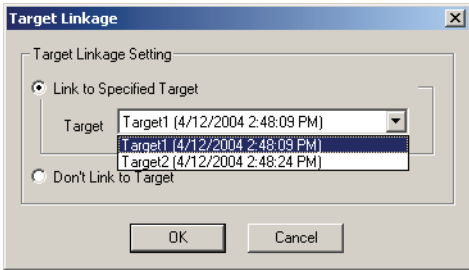 Target Linkage
Target Linkage Setting
Link to Specified Target
Target Target1 (4/12/2004 2:48:09 PM)
Target1 (4/12/2004 2:48:09 PM)
Target2 (4/12/2004 2:48:24 PM)
Don't Link to Target
OK Cancel